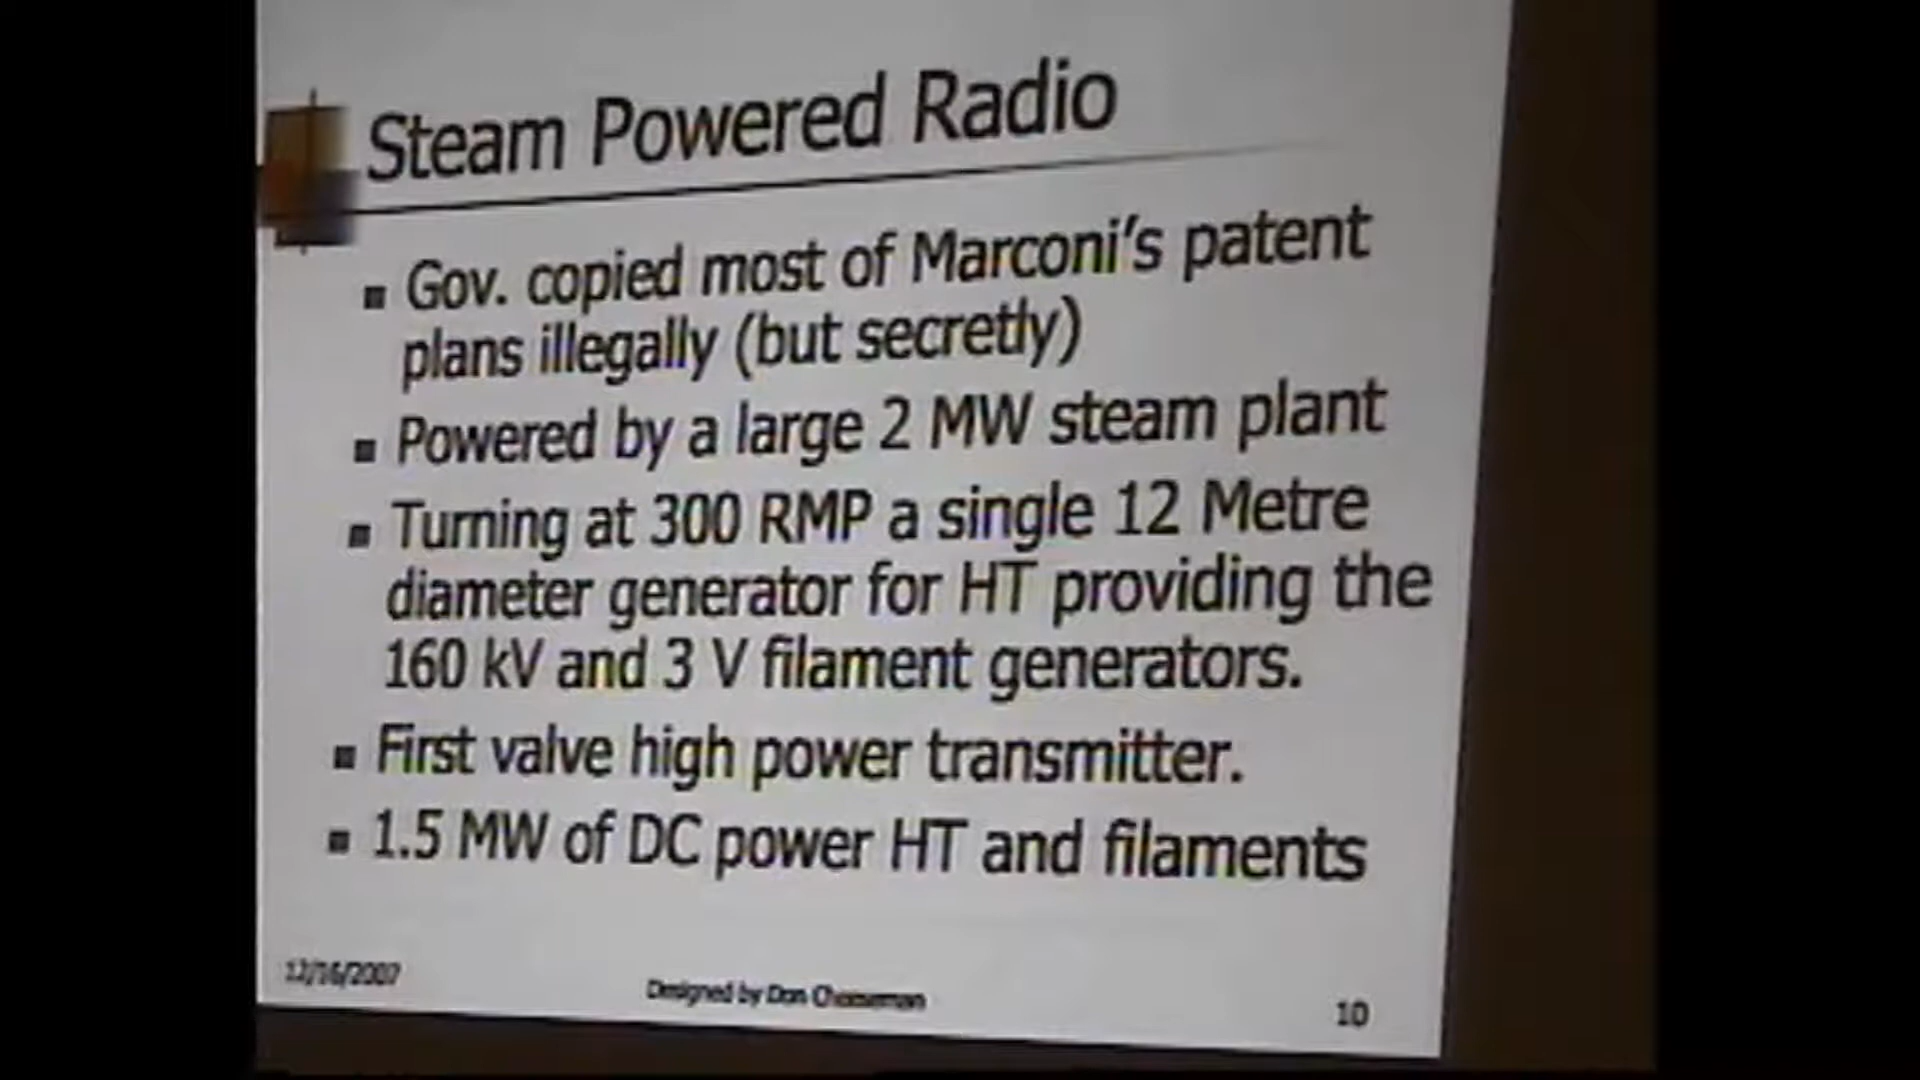 Steam Powered Radio
▪ Gov. copied most of Marconi's patent
plans illegally (but secretly)
▪ Powered by a large 2 MW steam plant
▪ Turning at 300 RMP a single 12 Metre
diameter generator for HT providing the
160 kV and 3 V filament generators.
▪ First valve high power transmitter.
▪ 1.5 MW of DC power HT and filaments
12/16/2007
Designed by Don Cheeseman
10